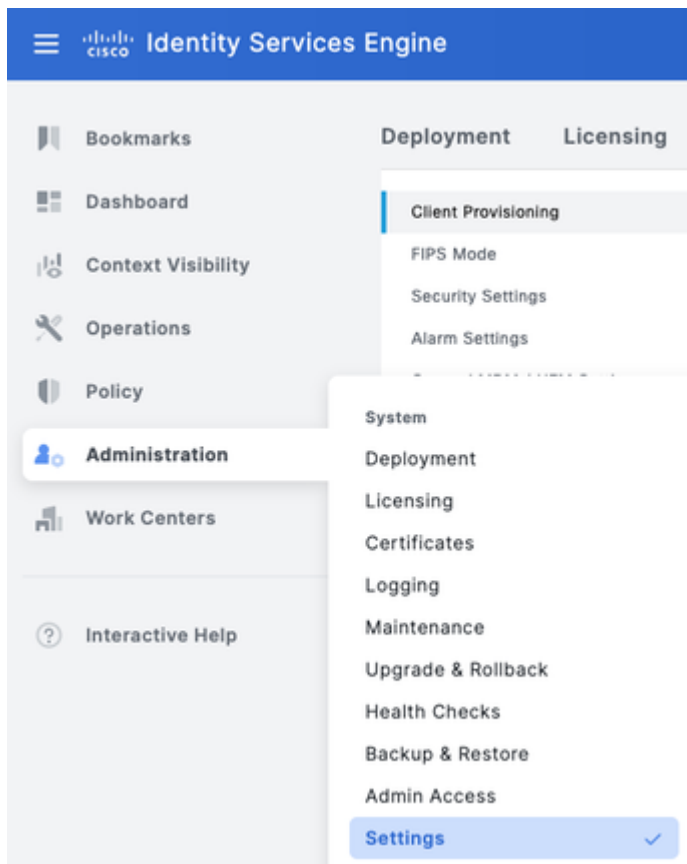 cisco Identity Services Engine
Bookmarks
Dashboard
Context Visibility
Operations
Policy
Administration
Work Centers
Interactive Help
Deployment Licensing
Client Provisioning
FIPS Mode
Security Settings
Alarm Settings
System
Deployment
Licensing
Certificates
Logging
Maintenance
Upgrade & Rollback
Health Checks
Backup & Restore
Admin Access
Settings